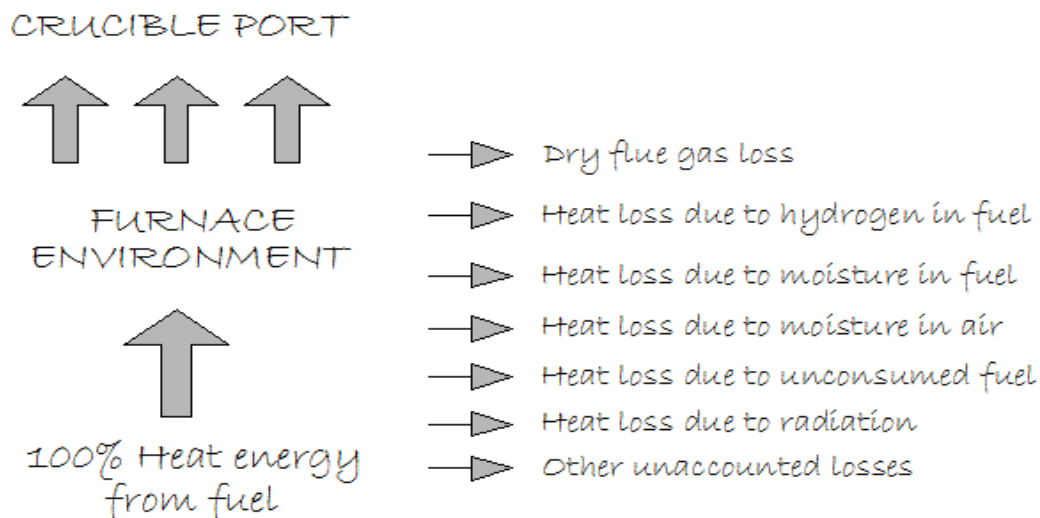 CRUCIBLE PORT
FURNACE
ENVIRONMENT
100% Heat energy
from fuel
Dry flue gas loss
Heat loss due to hydrogen in fuel
Heat loss due to moisture in fuel
Heat loss due to moisture in air
Heat loss due to unconsumed fuel
Heat loss due to radiation
Other unaccounted losses